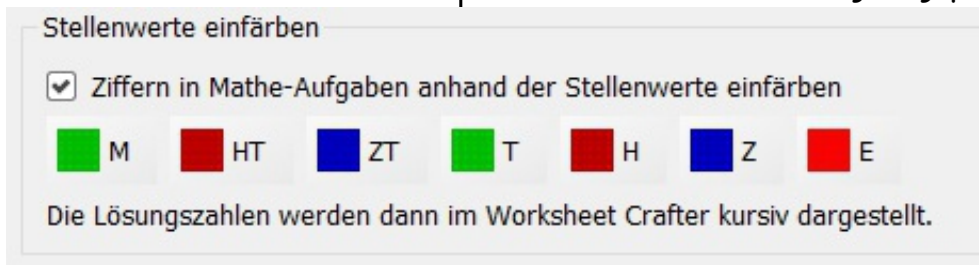 Stellenwerte einfärben
Ziffern in Mathe-Aufgaben anhand der Stellenwerte einfärben
M HT ZT T H Z E
Die Lösungszahlen werden dann im Worksheet Crafter kursiv dargestellt.